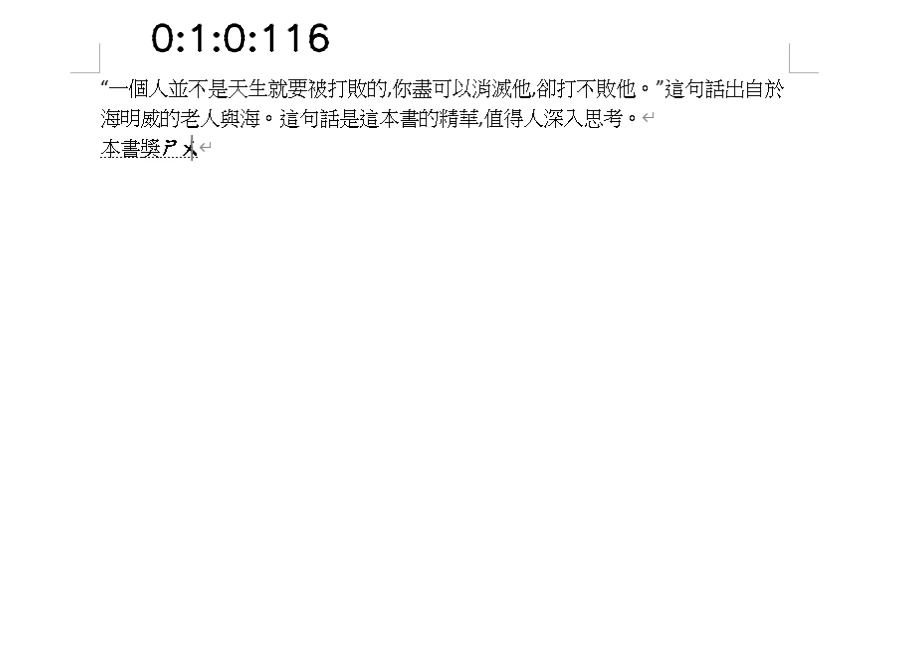 0:1:0:116
“一個人並不是天生就要被打敗的,你盡可以消滅他,卻打不敗他。”這句話出自於
海明威的老人與海。這句話是這本書的精華,值得人深入思考。
本書獎ㄕㄨ